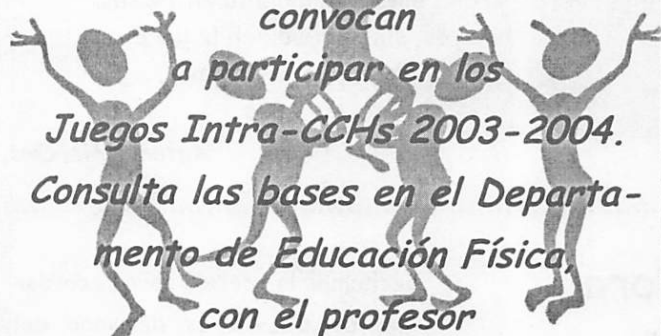 convocan
a participar en los
Juegos Intra-CCHs 2003-2004.
Consulta las bases en el Departa-
mento de Educación Física,
con el profesor